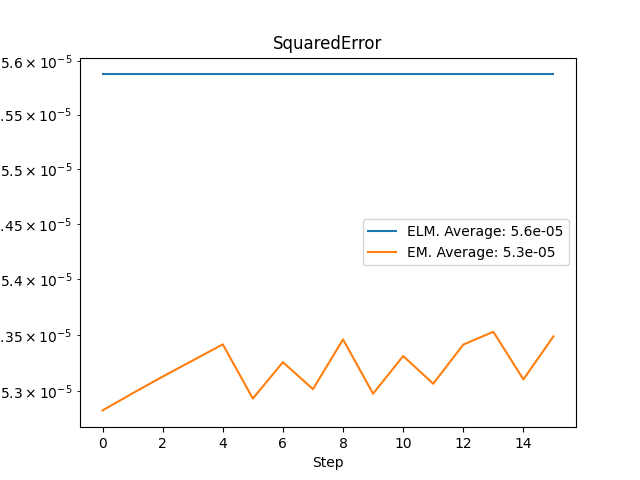 SquaredError
5.6 × 10⁻⁵
.55 × 10⁻⁵
5.5 × 10⁻⁵
.45 × 10⁻⁵
5.4 × 10⁻⁵
.35 × 10⁻⁵
5.3 × 10⁻⁵
ELM. Average: 5.6e-05
EM. Average: 5.3e-05
0 2 4 6 8 10 12 14
Step